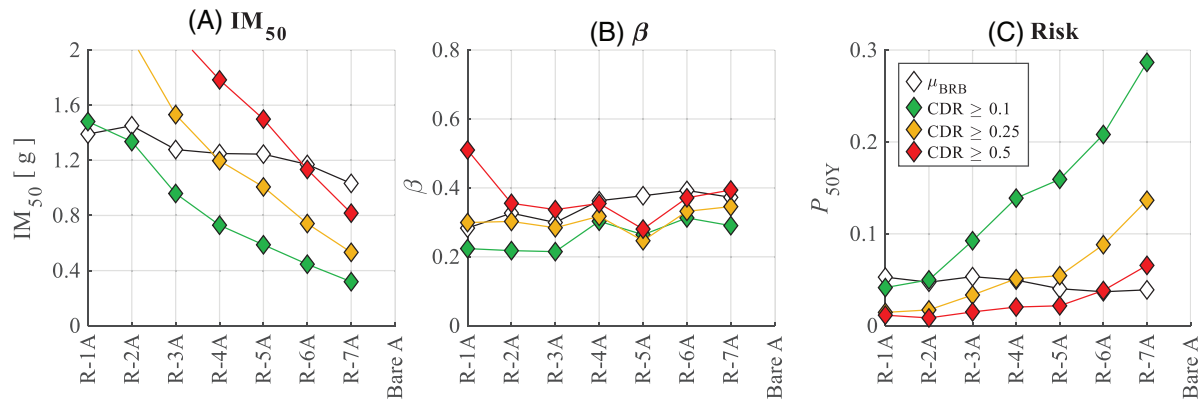 (A) IM50
IM50 [ g ]
2
1.6
1.2
0.8
0.4
0
R-1A
R-2A
R-3A
R-4A
R-5A
R-6A
R-7A
Bare A
(B) β
β
0.8
0.6
0.4
0.2
0
R-1A
R-2A
R-3A
R-4A
R-5A
R-6A
R-7A
Bare A
(C) Risk
P50Y
0.3
0.2
0.1
0
μBRB
CDR ≥ 0.1
CDR ≥ 0.25
CDR ≥ 0.5
R-1A
R-2A
R-3A
R-4A
R-5A
R-6A
R-7A
Bare A